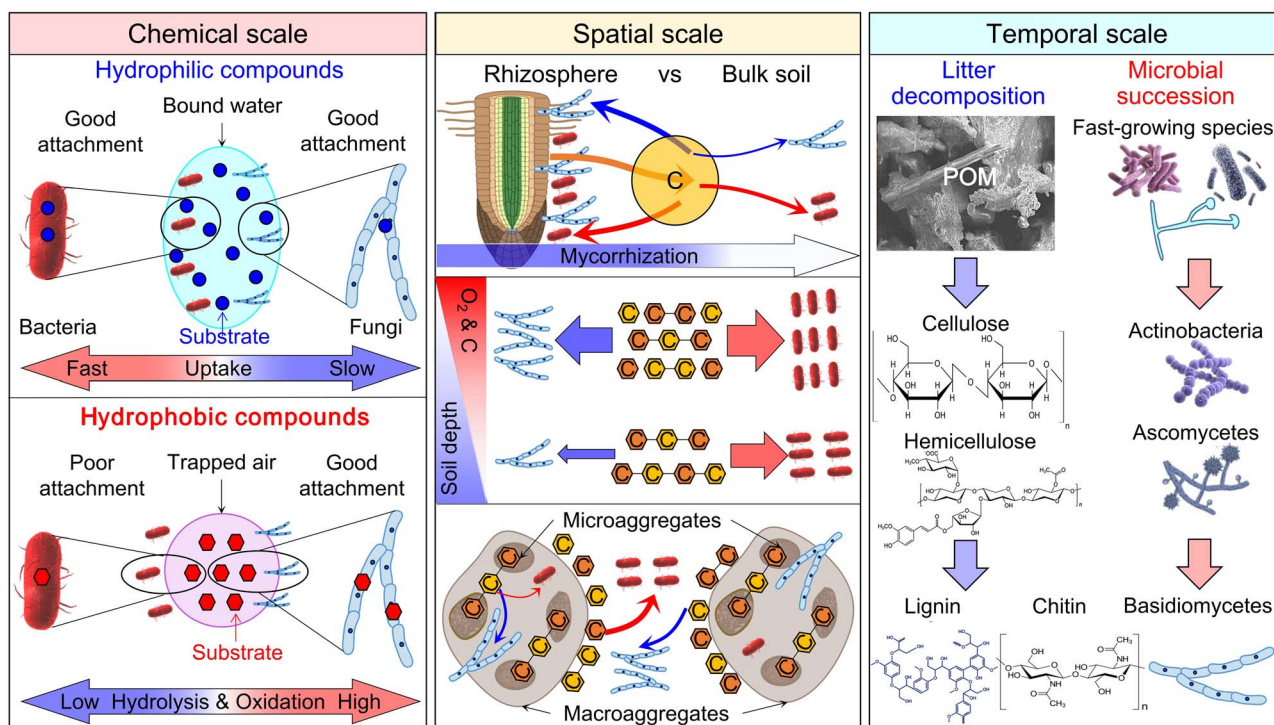 Chemical scale
Hydrophilic compounds
Bound water
Good
attachment
Good
attachment
Bacteria
Substrate
Fungi
Fast
Uptake
Slow
Hydrophobic compounds
Poor
attachment
Trapped air
Good
attachment
Substrate
Low
Hydrolysis & Oxidation
High
Spatial scale
Rhizosphere vs Bulk soil
C
Mycorrhization
O2 & C
Soil depth
C C C C
C C C
C C C C
C C C
C C C C
Microaggregates
Macroaggregates
Temporal scale
Litter
decomposition
Microbial
succession
Fast-growing species
POM
Cellulose
Actinobacteria
Hemicellulose
Ascomycetes
Lignin
Chitin
Basidiomycetes